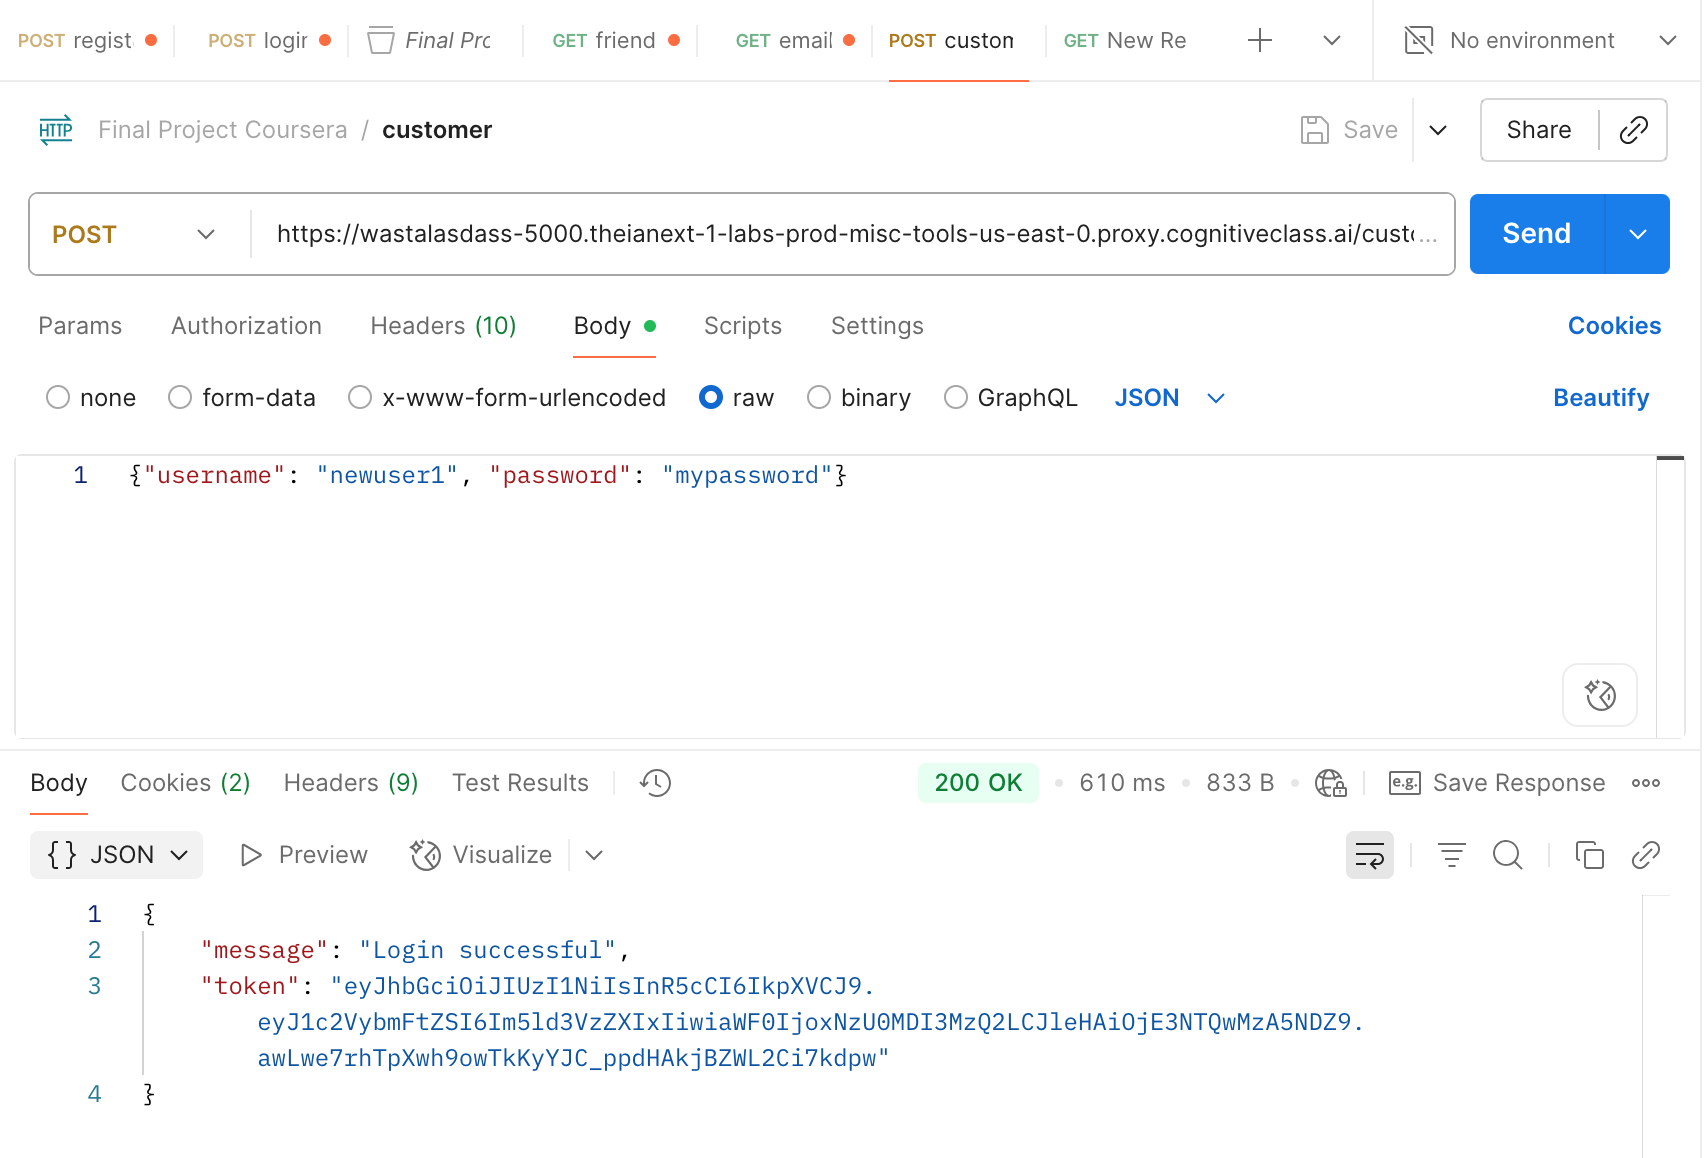 POST regist POST login Final Pro GET friend GET email POST custom GET New Re No environment
HTTP Final Project Coursera / customer Save Share
POST https://wastalasdass-5000.theianext-1-labs-prod-misc-tools-us-east-0.proxy.cognitiveclass.ai/custo... Send
Params Authorization Headers (10) Body Scripts Settings Cookies
none form-data x-www-form-urlencoded raw binary GraphQL JSON Beautify
1 {"username": "newuser1", "password": "mypassword"}
Body Cookies (2) Headers (9) Test Results 200 OK • 610 ms • 833 B • e.g. Save Response
{} JSON Preview Visualize
1 {
2 "message": "Login successful",
3 "token": "eyJhbGciOiJIUzI1NiIsInR5cCI6IkpXVCJ9.
eyJ1c2VybmFtZSI6Im5ld3VzZXIxIiwiaWF0IjoxNzU0MDI3MzQ2LCJleHAiOjE3NTQwMzA5NDZ9.
awLwe7rhTpXwh9owTkKyYJC_ppdHAkjBZWL2Ci7kdpw"
4 }